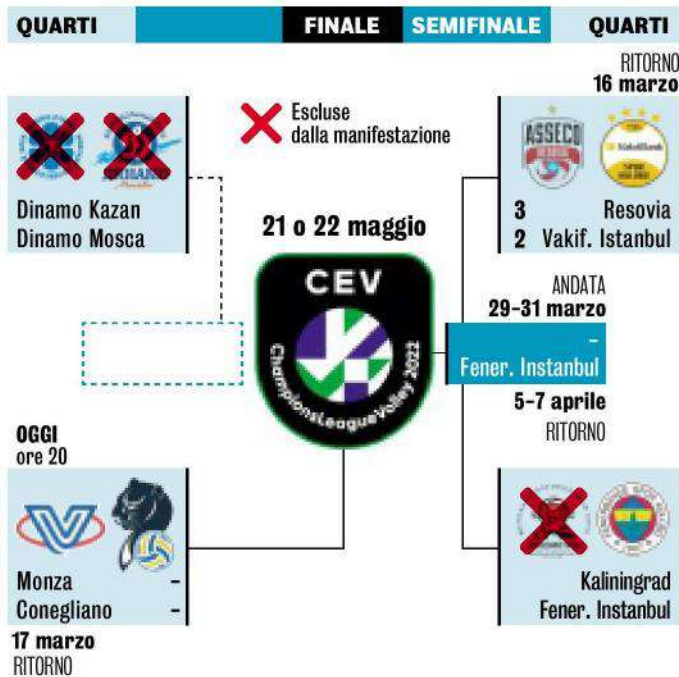 QUARTI
FINALE
SEMIFINALE
QUARTI
RITORNO
16 marzo
Escluse
dalla manifestazione
ASSECO
VakıfBank
Dinamo Kazan
Dinamo Mosca
3 Resovia
2 Vakif. Istanbul
21 o 22 maggio
CEV
ChampionsLeagueVolley 2022
ANDATA
29-31 marzo
-
Fener. Instanbul
5-7 aprile
RITORNO
OGGI
ore 20
Monza -
Conegliano -
17 marzo
RITORNO
Kaliningrad
Fener. Instanbul